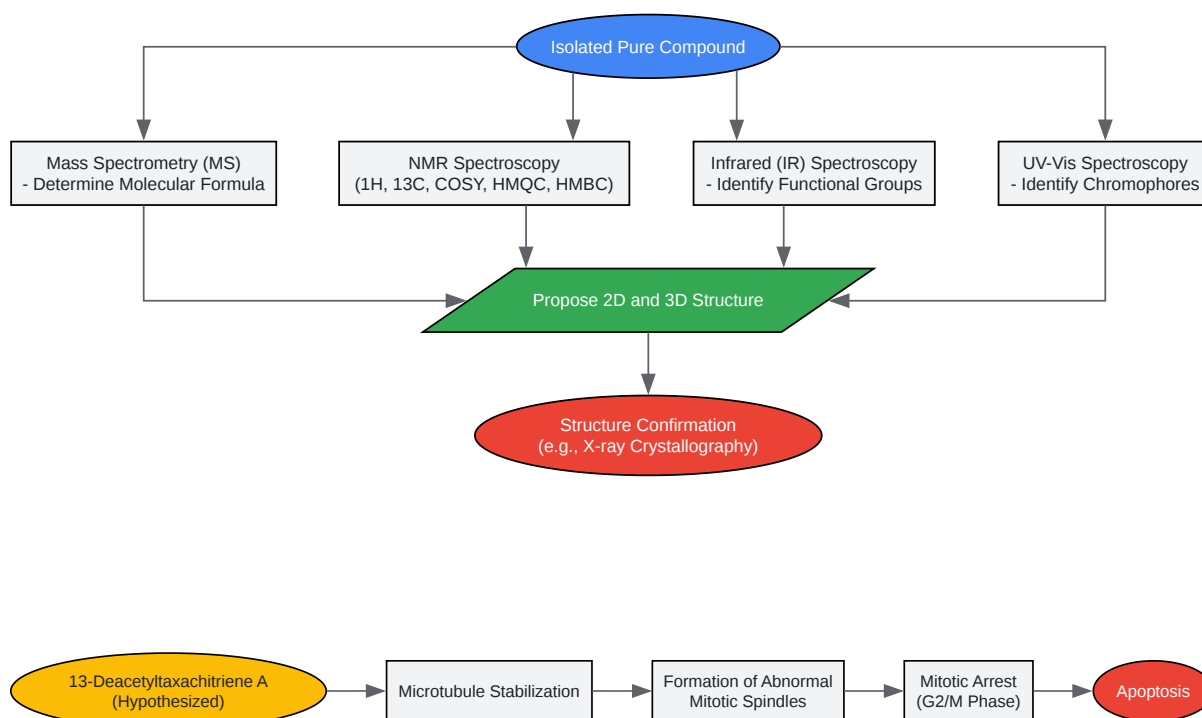 Isolated Pure Compound
Mass Spectrometry (MS)
- Determine Molecular Formula
NMR Spectroscopy
(1H, 13C, COSY, HMQC, HMBC)
Infrared (IR) Spectroscopy
- Identify Functional Groups
UV-Vis Spectroscopy
- Identify Chromophores
Propose 2D and 3D Structure
Structure Confirmation
(e.g., X-ray Crystallography)
13-Deacetyltaxachitriene A
(Hypothesized)
Microtubule Stabilization
Formation of Abnormal
Mitotic Spindles
Mitotic Arrest
(G2/M Phase)
Apoptosis